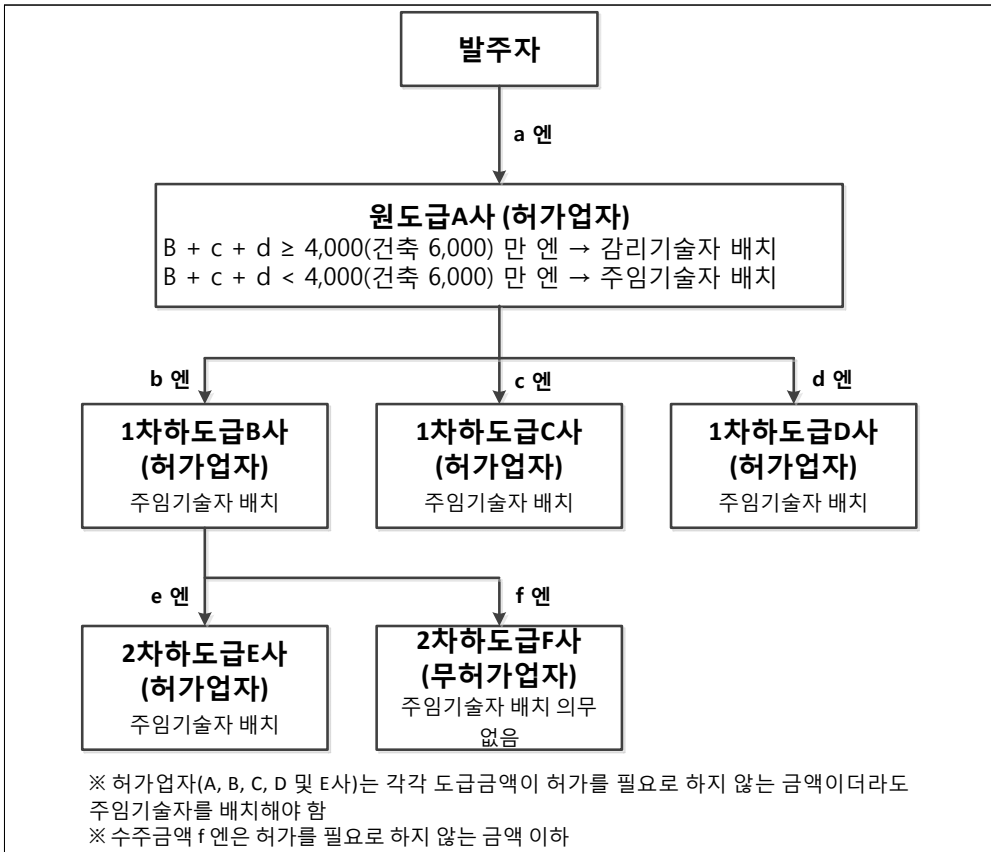 발주자
a 엔
원도급A사 (허가업자)
B + c + d ≥ 4,000(건축 6,000) 만 엔 → 감리기술자 배치
B + c + d < 4,000(건축 6,000) 만 엔 → 주임기술자 배치
b 엔
c 엔
d 엔
1차하도급B사
(허가업자)
주임기술자 배치
1차하도급C사
(허가업자)
주임기술자 배치
1차하도급D사
(허가업자)
주임기술자 배치
e 엔
f 엔
2차하도급E사
(허가업자)
주임기술자 배치
2차하도급F사
(무허가업자)
주임기술자 배치 의무
없음
※ 허가업자(A, B, C, D 및 E사)는 각각 도급금액이 허가를 필요로 하지 않는 금액이더라도
주임기술자를 배치해야 함
※ 수주금액 f 엔은 허가를 필요로 하지 않는 금액 이하